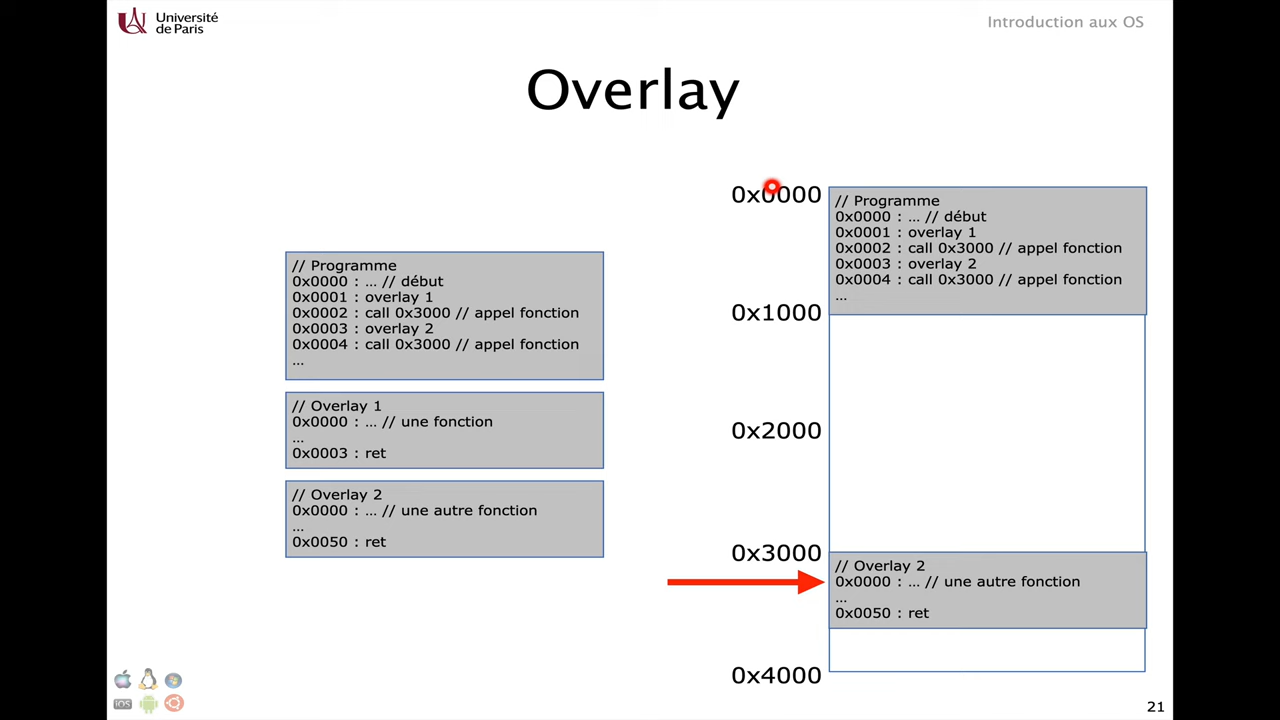 Université
de Paris
Introduction aux OS
Overlay
// Programme
0x0000 : … // début
0x0001 : overlay 1
0x0002 : call 0x3000 // appel fonction
0x0003 : overlay 2
0x0004 : call 0x3000 // appel fonction
…
// Overlay 1
0x0000 : … // une fonction
…
0x0003 : ret
// Overlay 2
0x0000 : … // une autre fonction
…
0x0050 : ret
0x0000
0x1000
0x2000
0x3000
0x4000
// Programme
0x0000 : … // début
0x0001 : overlay 1
0x0002 : call 0x3000 // appel fonction
0x0003 : overlay 2
0x0004 : call 0x3000 // appel fonction
…
// Overlay 2
0x0000 : … // une autre fonction
…
0x0050 : ret
iOS
21